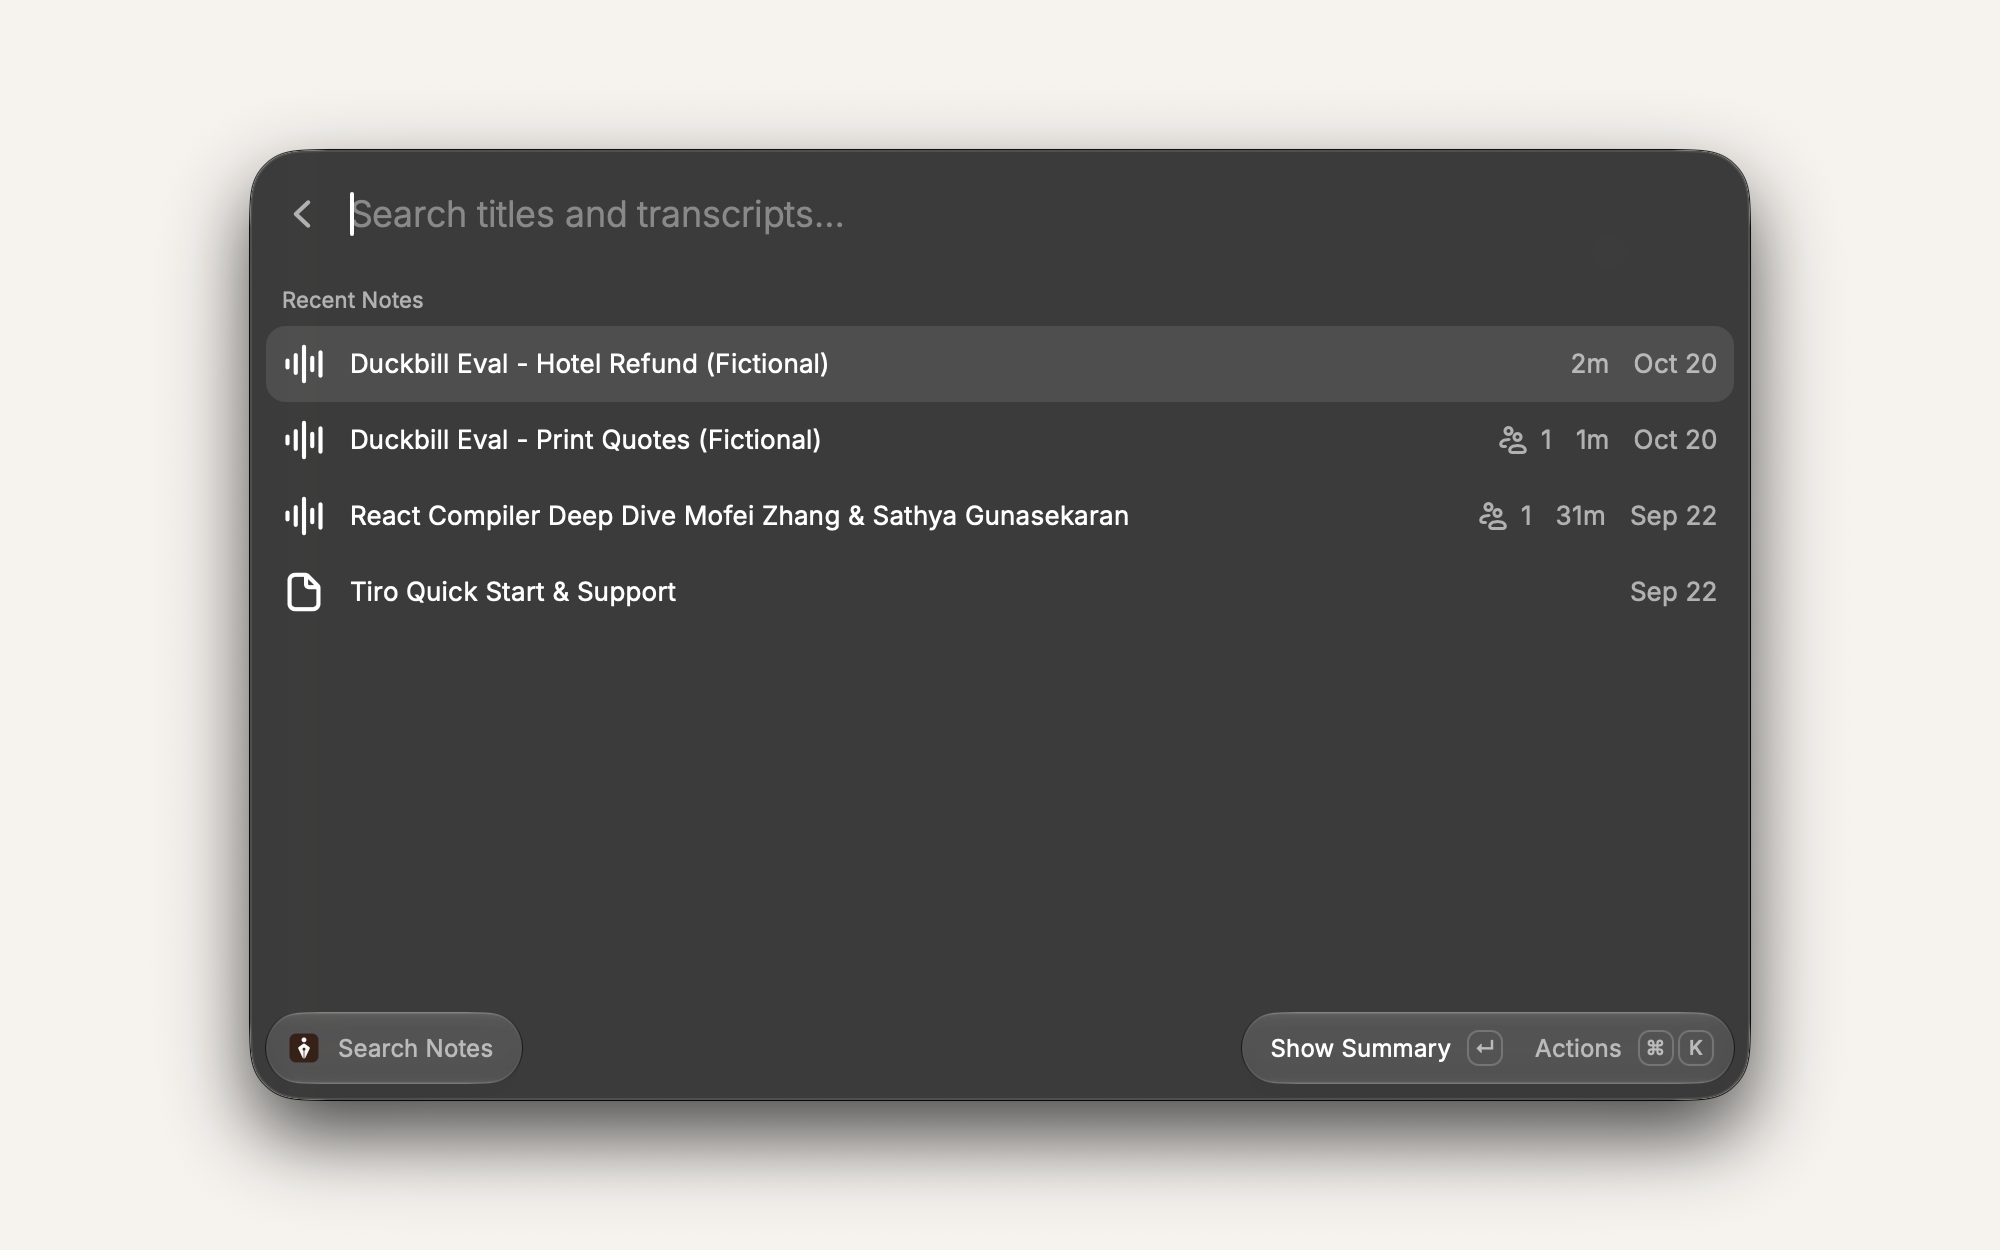 Search titles and transcripts...
Recent Notes
Duckbill Eval - Hotel Refund (Fictional) 2m Oct 20
Duckbill Eval - Print Quotes (Fictional) 1 1m Oct 20
React Compiler Deep Dive Mofei Zhang & Sathya Gunasekaran 1 31m Sep 22
Tiro Quick Start & Support Sep 22
Search Notes Show Summary ↵ Actions ⌘ K